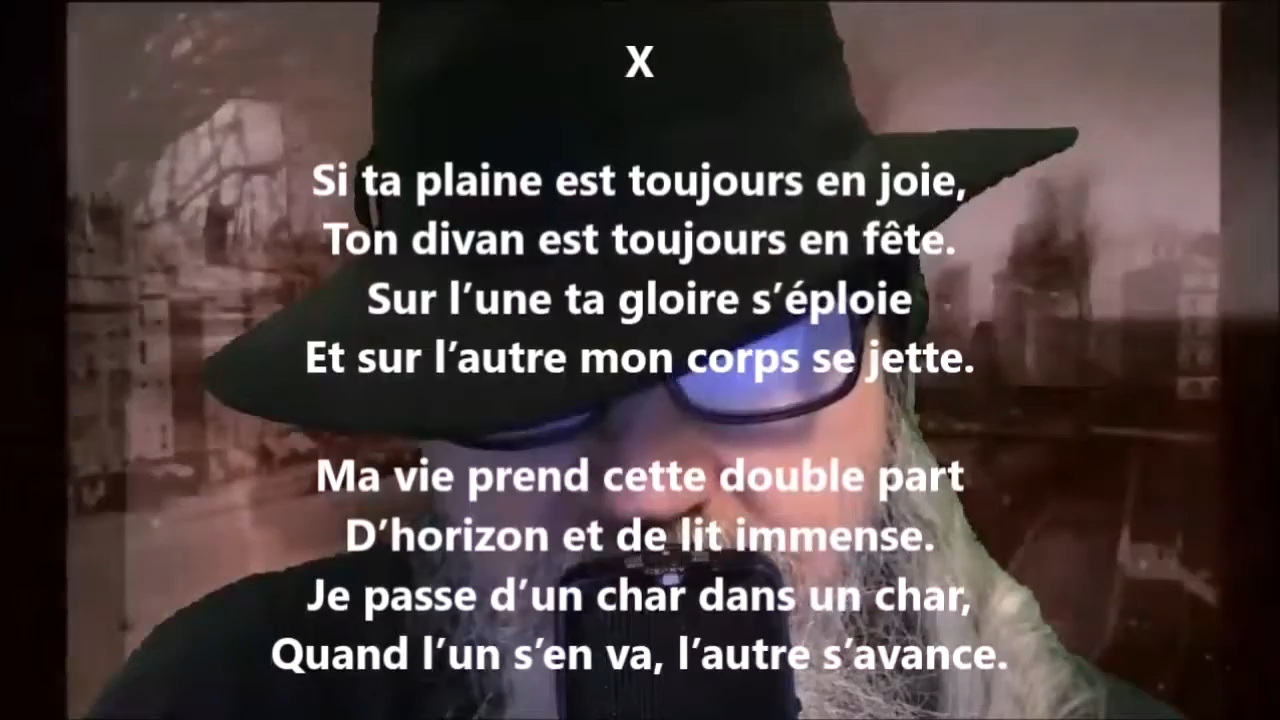 X
Si ta plaine est toujours en joie,
Ton divan est toujours en fête.
Sur l’une ta gloire s’éploie
Et sur l’autre mon corps se jette.
Ma vie prend cette double part
D’horizon et de lit immense.
Je passe d’un char dans un char,
Quand l’un s’en va, l’autre s’avance.